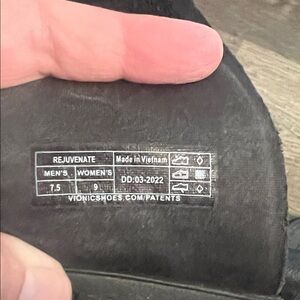 REJUVENATE Made in Vietnam
MEN'S WOMEN'S DD:03-2022
7.5 9
VIONICSHOES.COM/PATENTS